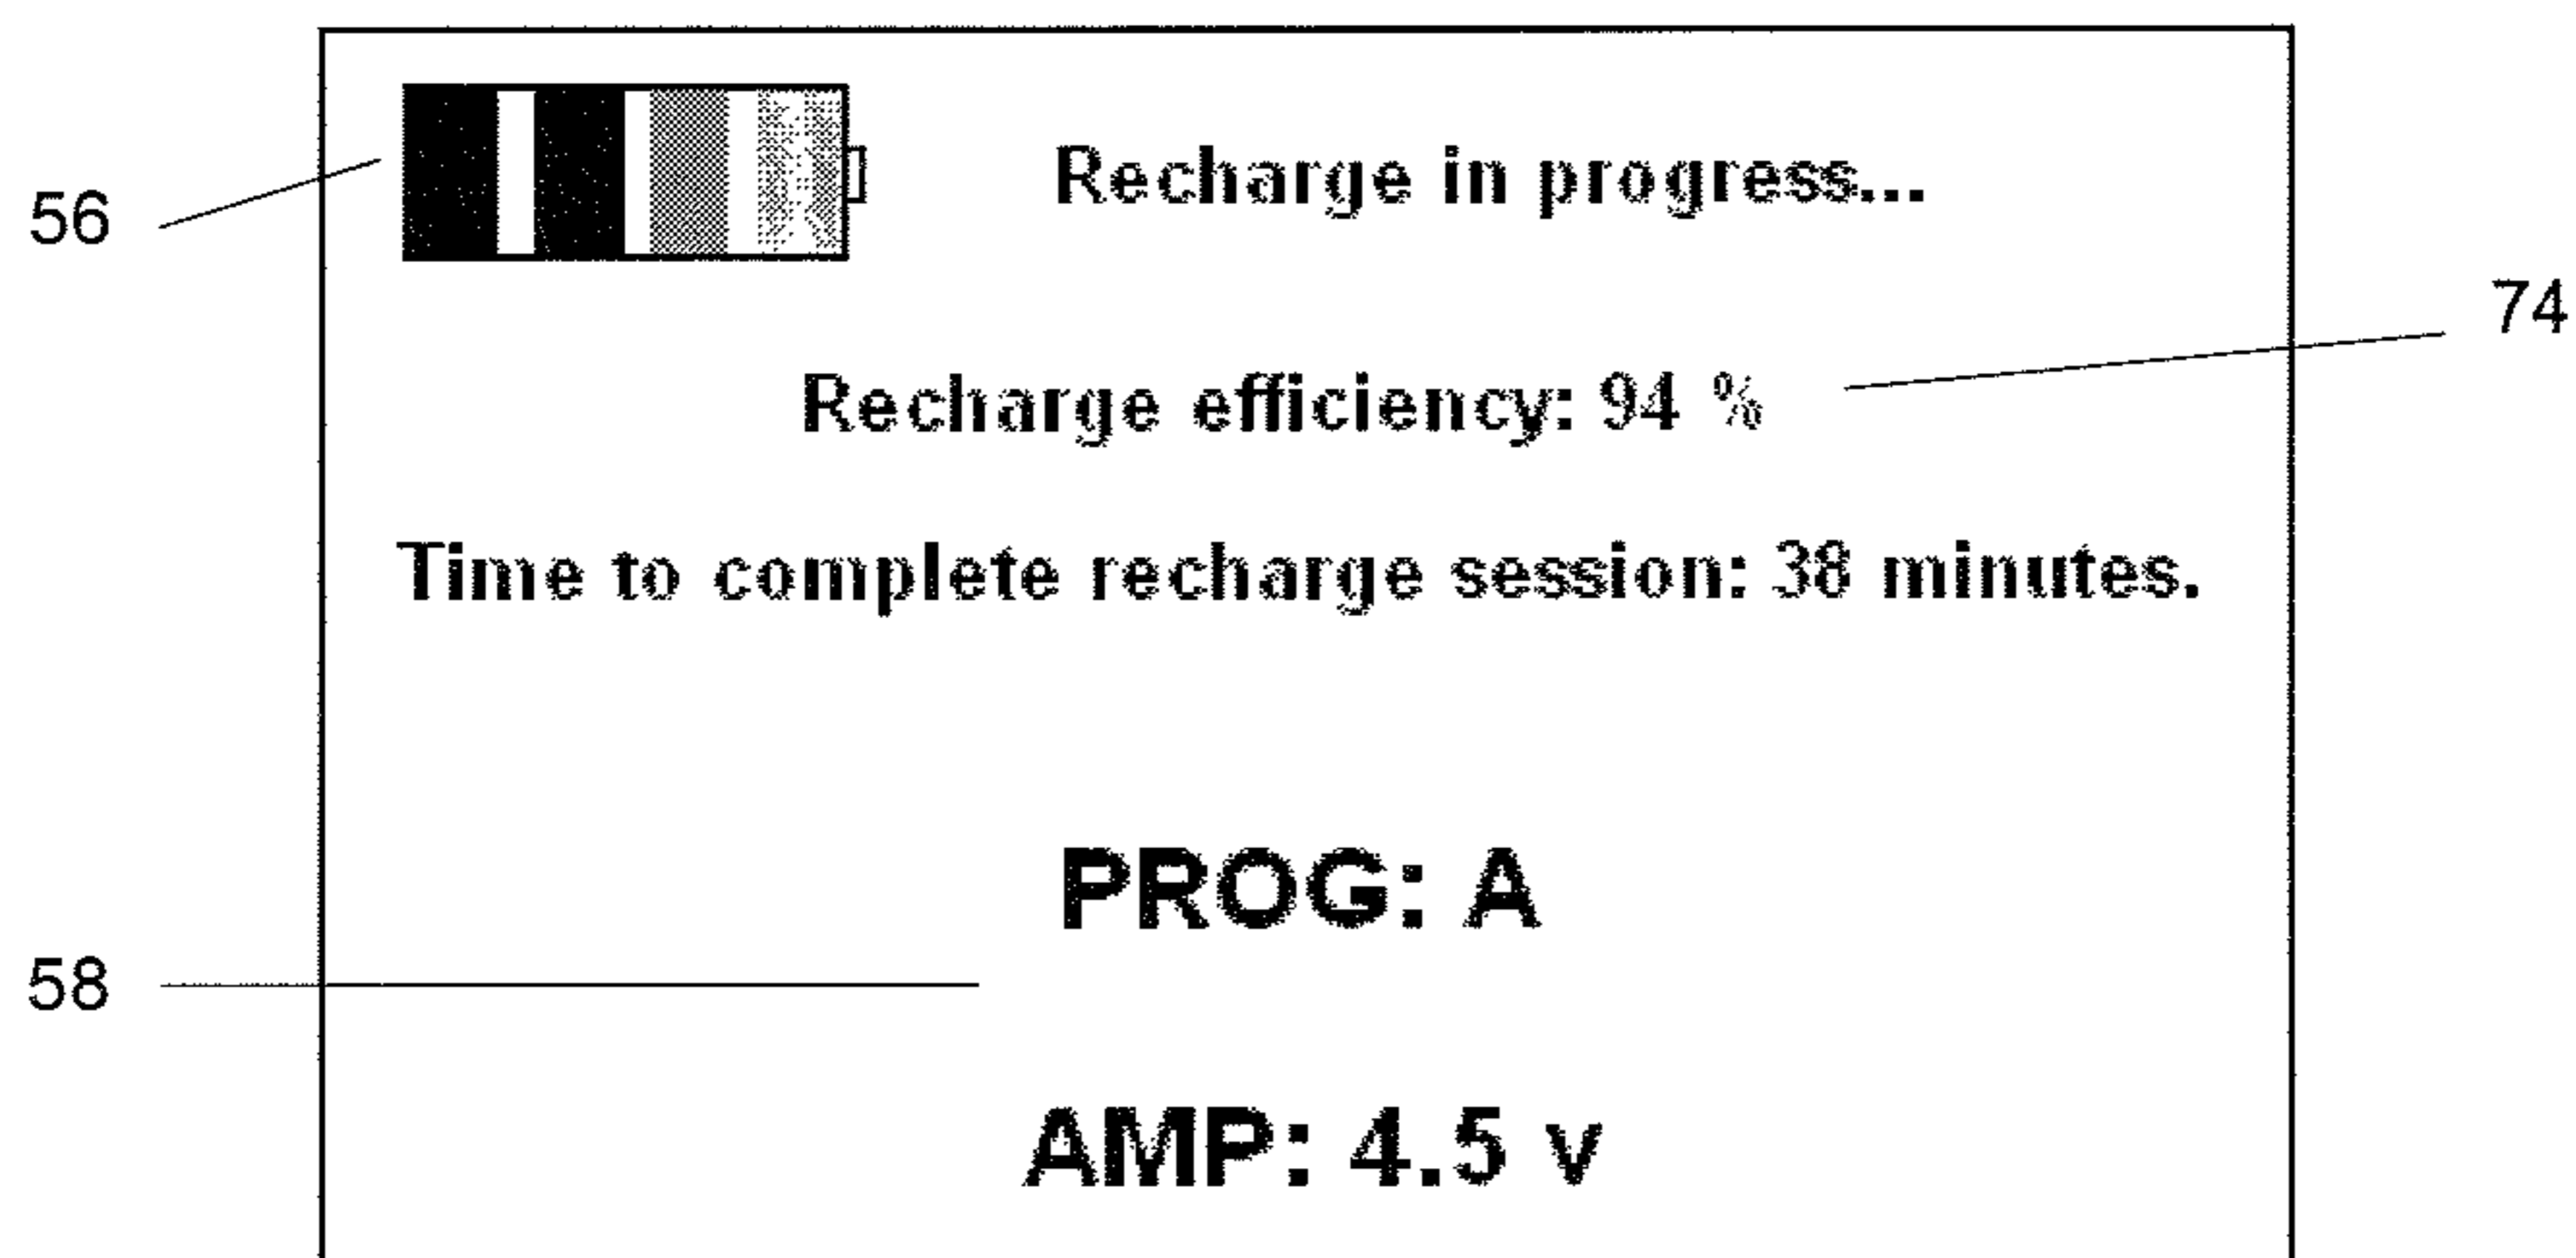 Recharge in progress...
56
74
Recharge efficiency: 94 %
Time to complete recharge session: 38 minutes.
PROG: A
58
AMP: 4.5 v